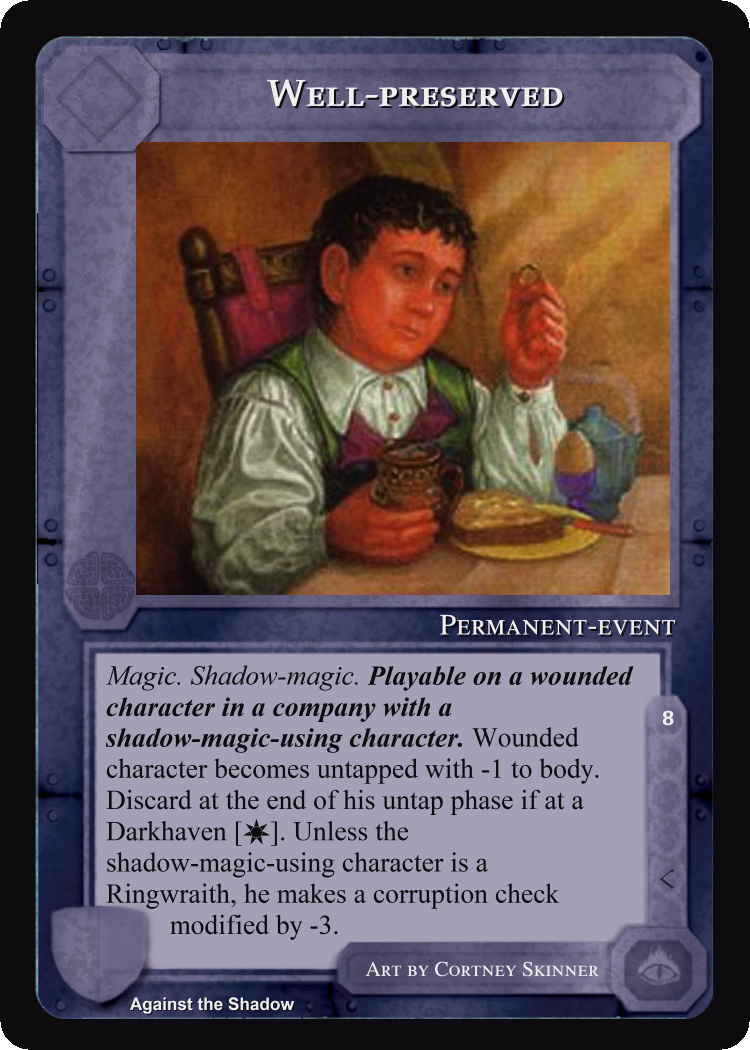 Well-preserved
Permanent-event
Magic. Shadow-magic. Playable on a wounded
character in a company with a
shadow-magic-using character. Wounded
character becomes untapped with -1 to body.
Discard at the end of his untap phase if at a
Darkhaven [☀]. Unless the
shadow-magic-using character is a
Ringwraith, he makes a corruption check
modified by -3.
8
Art by Cortney Skinner
Against the Shadow